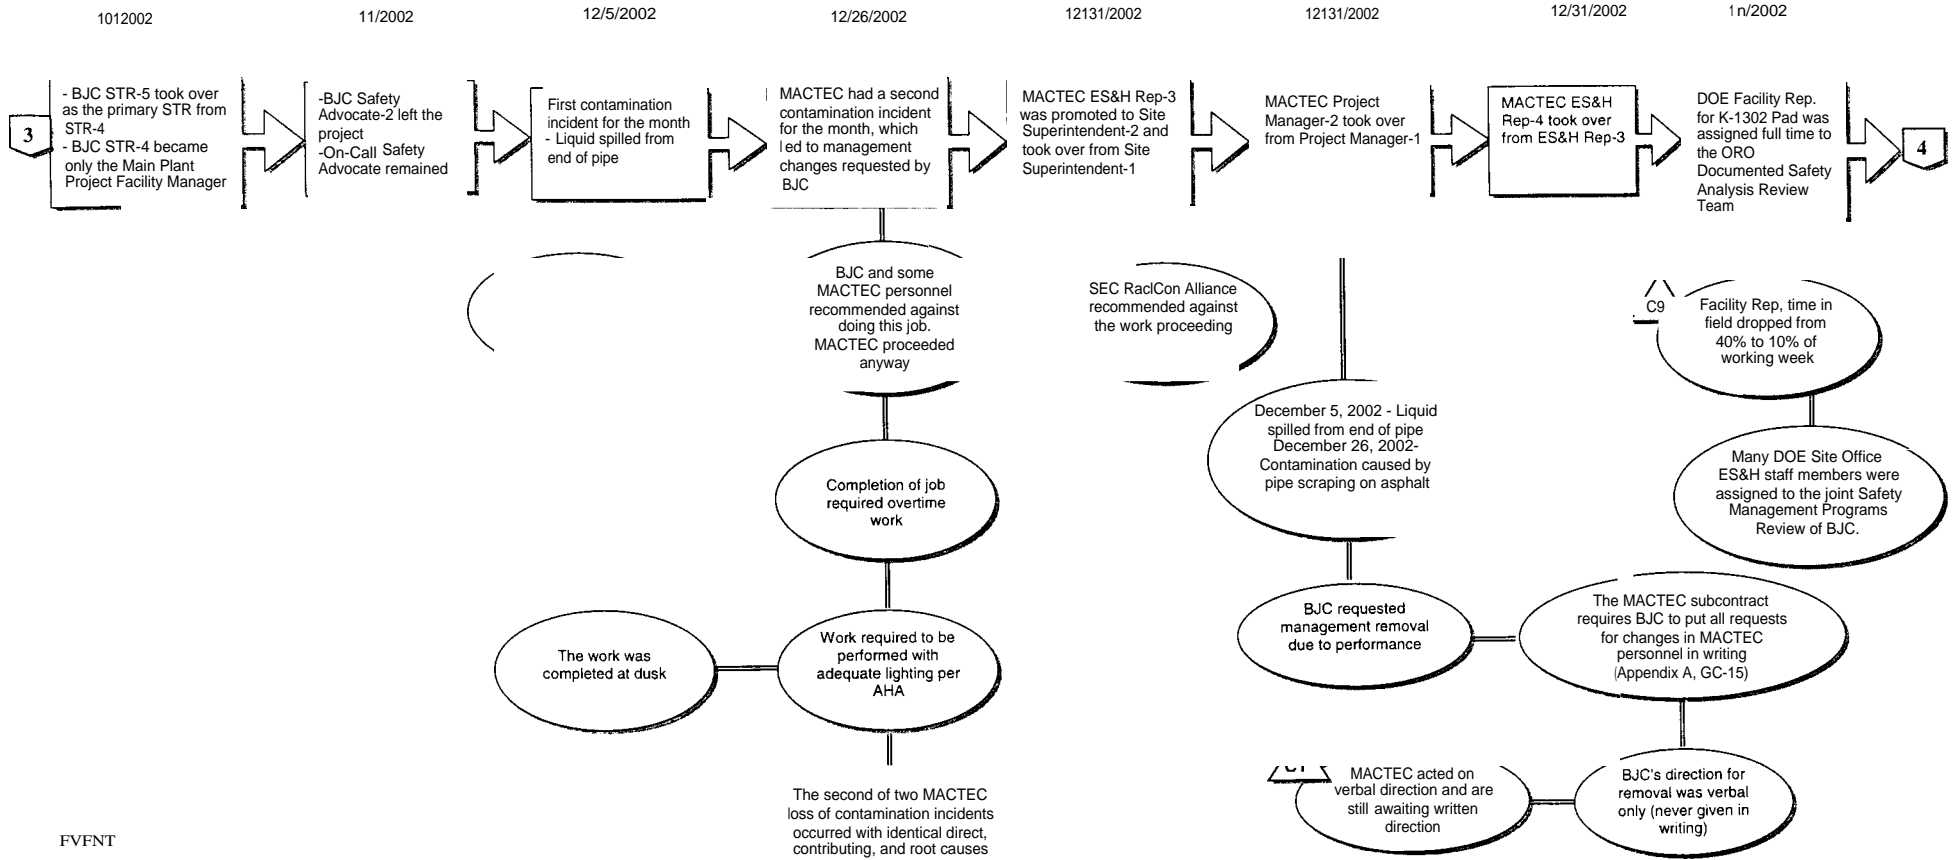 1012002
11/2002
12/5/2002
12/26/2002
12131/2002
12131/2002
12/31/2002
1n/2002
3
- BJC STR-5 took over
as the primary STR from
STR-4
- BJC STR-4 became
only the Main Plant
Project Facility Manager
-BJC Safety
Advocate-2 left the
project
-On-Call Safety
Advocate remained
First contamination
incident for the month
- Liquid spilled from
end of pipe
MACTEC had a second
contamination incident
for the month, which
led to management
changes requested by
BJC
MACTEC ES&H Rep-3
was promoted to Site
Superintendent-2 and
took over from Site
Superintendent-1
MACTEC Project
Manager-2 took over
from Project Manager-1
MACTEC ES&H
Rep-4 took over
from ES&H Rep-3
DOE Facility Rep.
for K-1302 Pad was
assigned full time to
the ORO
Documented Safety
Analysis Review
Team
4
BJC and some
MACTEC personnel
recommended against
doing this job.
MACTEC proceeded
anyway
SEC RaclCon Alliance
recommended against
the work proceeding
C9
Facility Rep, time in
field dropped from
40% to 10% of
working week
December 5, 2002 - Liquid
spilled from end of pipe
December 26, 2002-
Contamination caused by
pipe scraping on asphalt
Many DOE Site Office
ES&H staff members were
assigned to the joint Safety
Management Programs
Review of BJC.
Completion of job
required overtime
work
The work was
completed at dusk
Work required to be
performed with
adequate lighting per
AHA
BJC requested
management removal
due to performance
The MACTEC subcontract
requires BJC to put all requests
for changes in MACTEC
personnel in writing
(Appendix A, GC-15)
The second of two MACTEC
loss of contamination incidents
occurred with identical direct,
contributing, and root causes
MACTEC acted on
verbal direction and are
still awaiting written
direction
BJC's direction for
removal was verbal
only (never given in
writing)
FVFNT